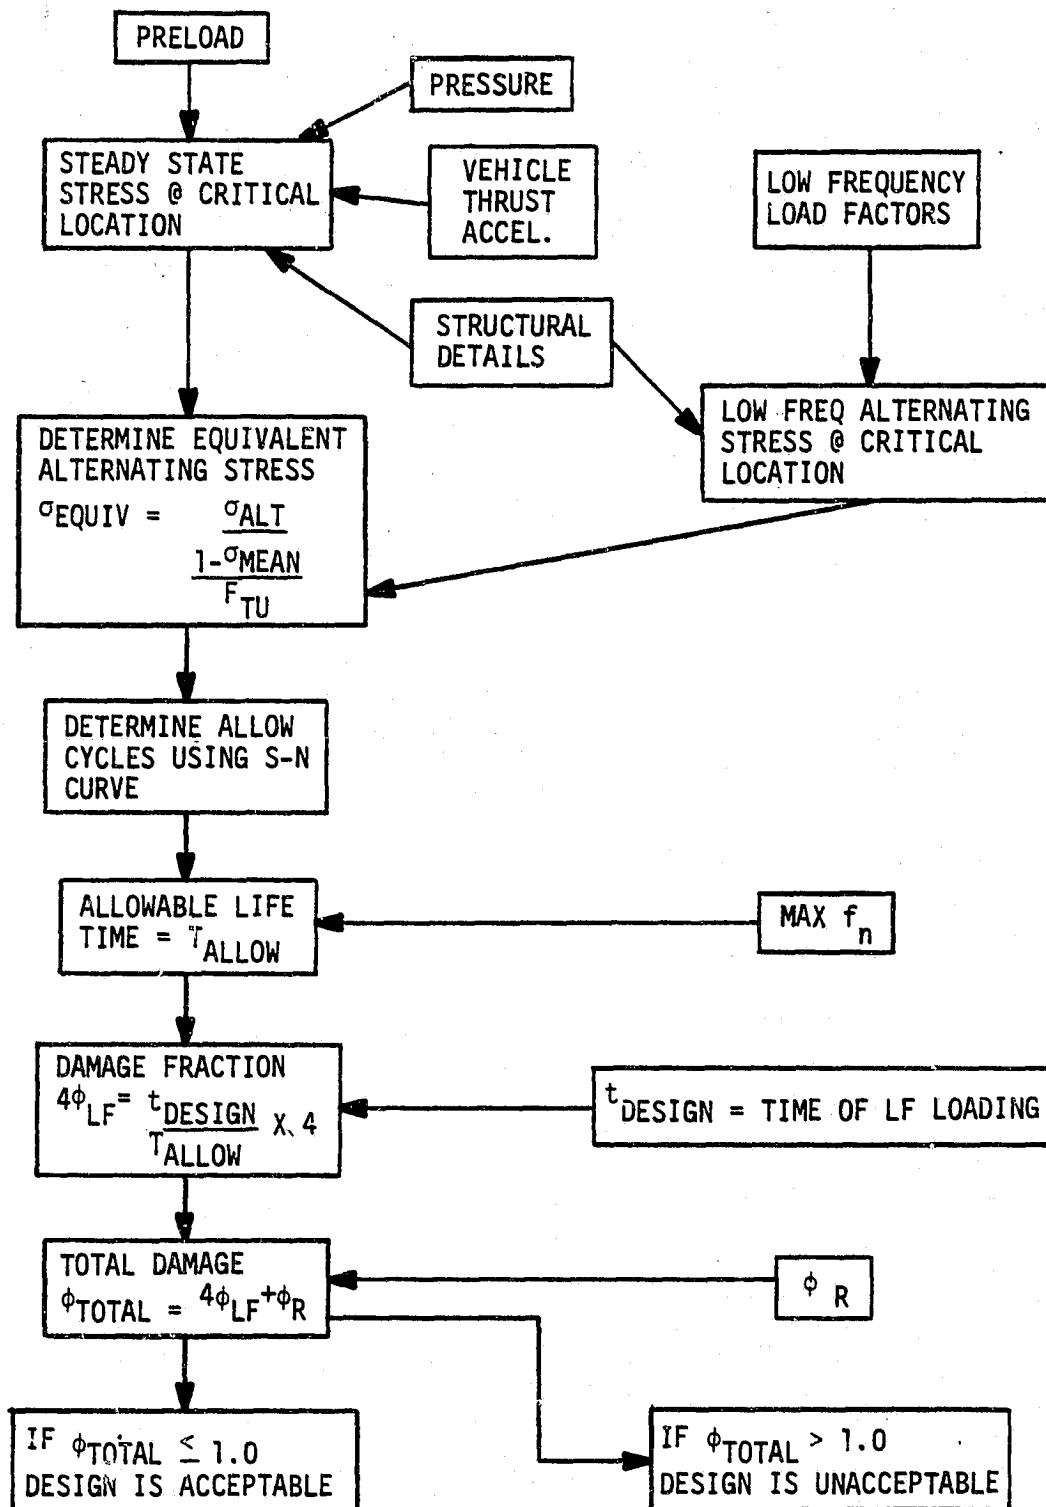 PRELOAD
PRESSURE
STEADY STATE
STRESS @ CRITICAL
LOCATION
VEHICLE
THRUST
ACCEL.
LOW FREQUENCY
LOAD FACTORS
STRUCTURAL
DETAILS
LOW FREQ ALTERNATING
STRESS @ CRITICAL
LOCATION
DETERMINE EQUIVALENT
ALTERNATING STRESS
σEQUIV = σALT
1-σMEAN
FTU
DETERMINE ALLOW
CYCLES USING S-N
CURVE
ALLOWABLE LIFE
TIME = TALLOW
MAX fn
DAMAGE FRACTION
4ϕLF= tDESIGN X 4
TALLOW
tDESIGN = TIME OF LF LOADING
TOTAL DAMAGE
ϕTOTAL = 4ϕLF+ϕR
ϕ R
IF ϕTOTAL ≤ 1.0
DESIGN IS ACCEPTABLE
IF ϕTOTAL > 1.0
DESIGN IS UNACCEPTABLE